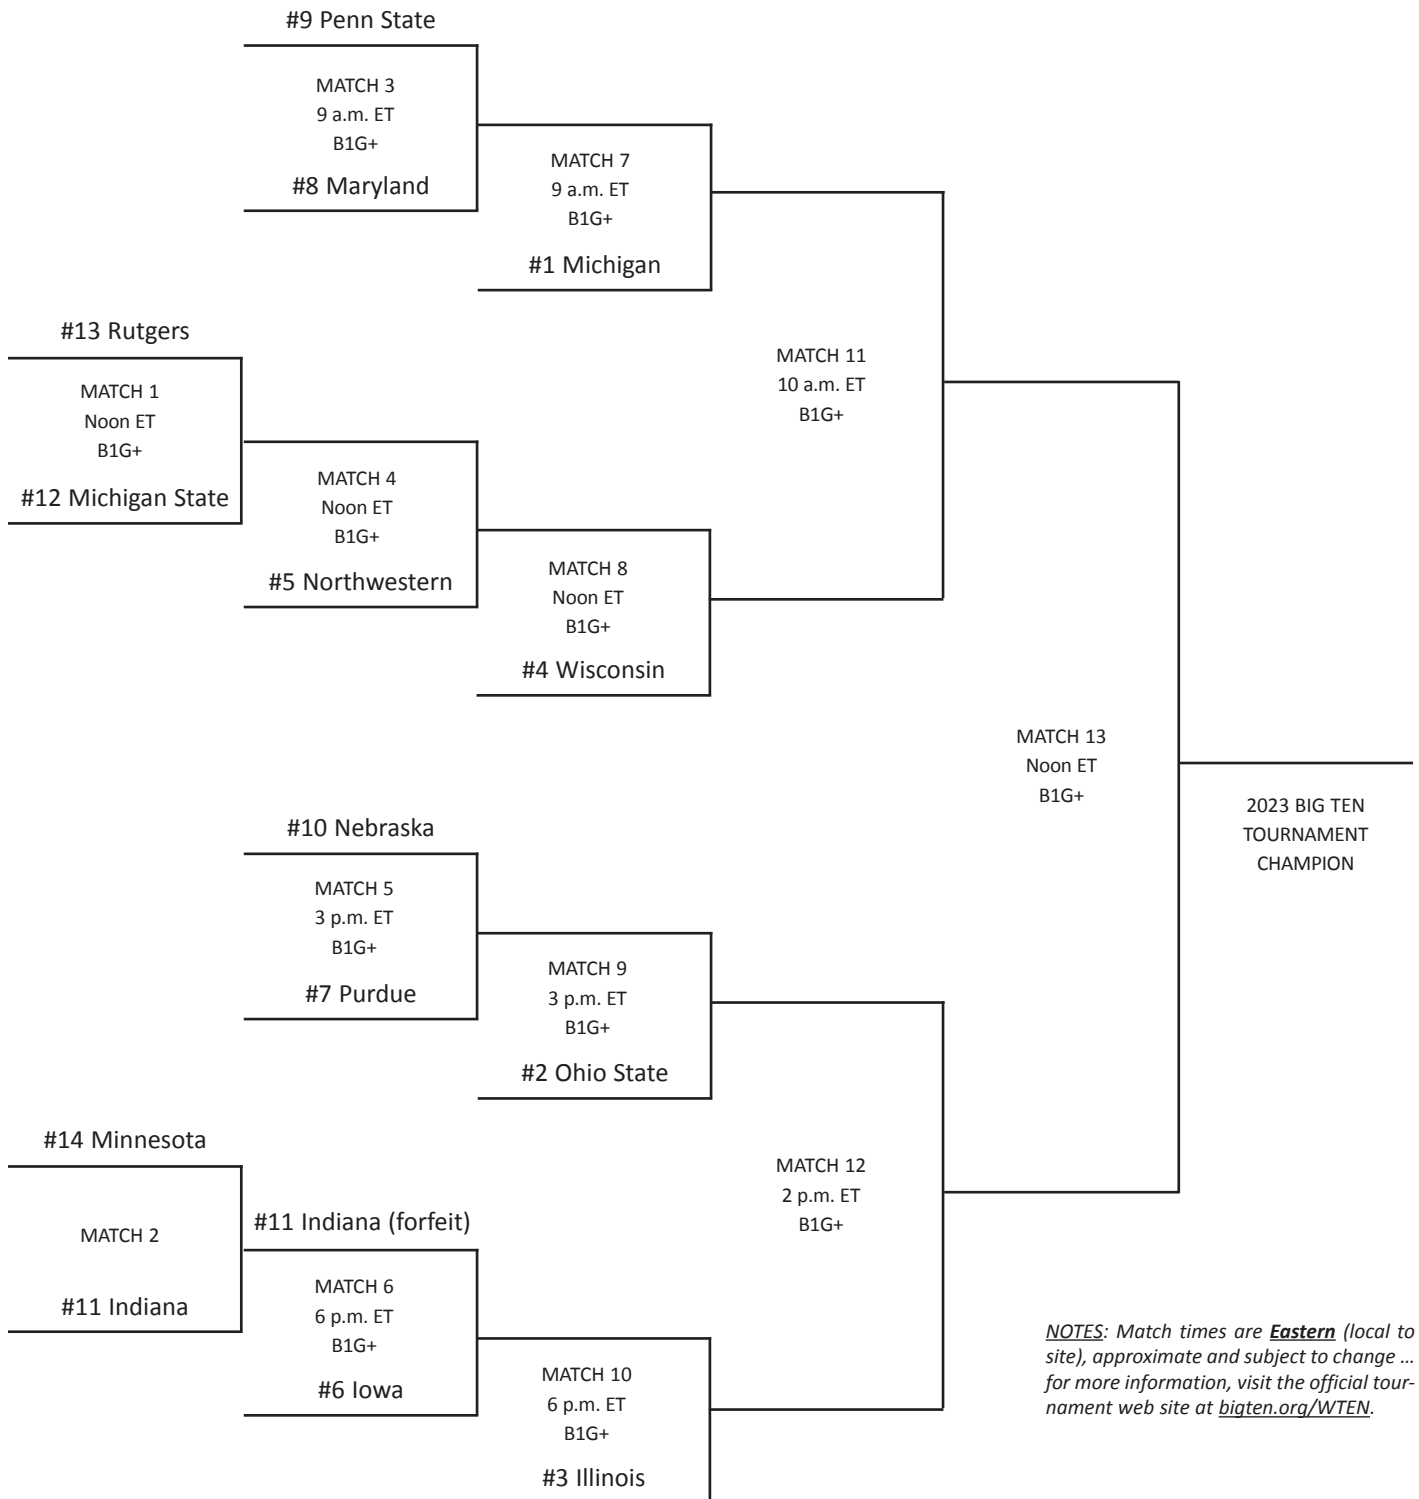 #9 Penn State
MATCH 3
9 a.m. ET
B1G+
#8 Maryland
MATCH 7
9 a.m. ET
B1G+
#1 Michigan
#13 Rutgers
MATCH 1
Noon ET
B1G+
#12 Michigan State
MATCH 4
Noon ET
B1G+
#5 Northwestern
MATCH 8
Noon ET
B1G+
#4 Wisconsin
MATCH 11
10 a.m. ET
B1G+
#10 Nebraska
MATCH 5
3 p.m. ET
B1G+
#7 Purdue
MATCH 9
3 p.m. ET
B1G+
#2 Ohio State
#14 Minnesota
MATCH 2
#11 Indiana
#11 Indiana (forfeit)
MATCH 6
6 p.m. ET
B1G+
#6 Iowa
MATCH 10
6 p.m. ET
B1G+
#3 Illinois
MATCH 12
2 p.m. ET
B1G+
MATCH 13
Noon ET
B1G+
2023 BIG TEN
TOURNAMENT
CHAMPION
NOTES: Match times are Eastern (local to
site), approximate and subject to change ...
for more information, visit the official tour-
nament web site at bigten.org/WTEN.